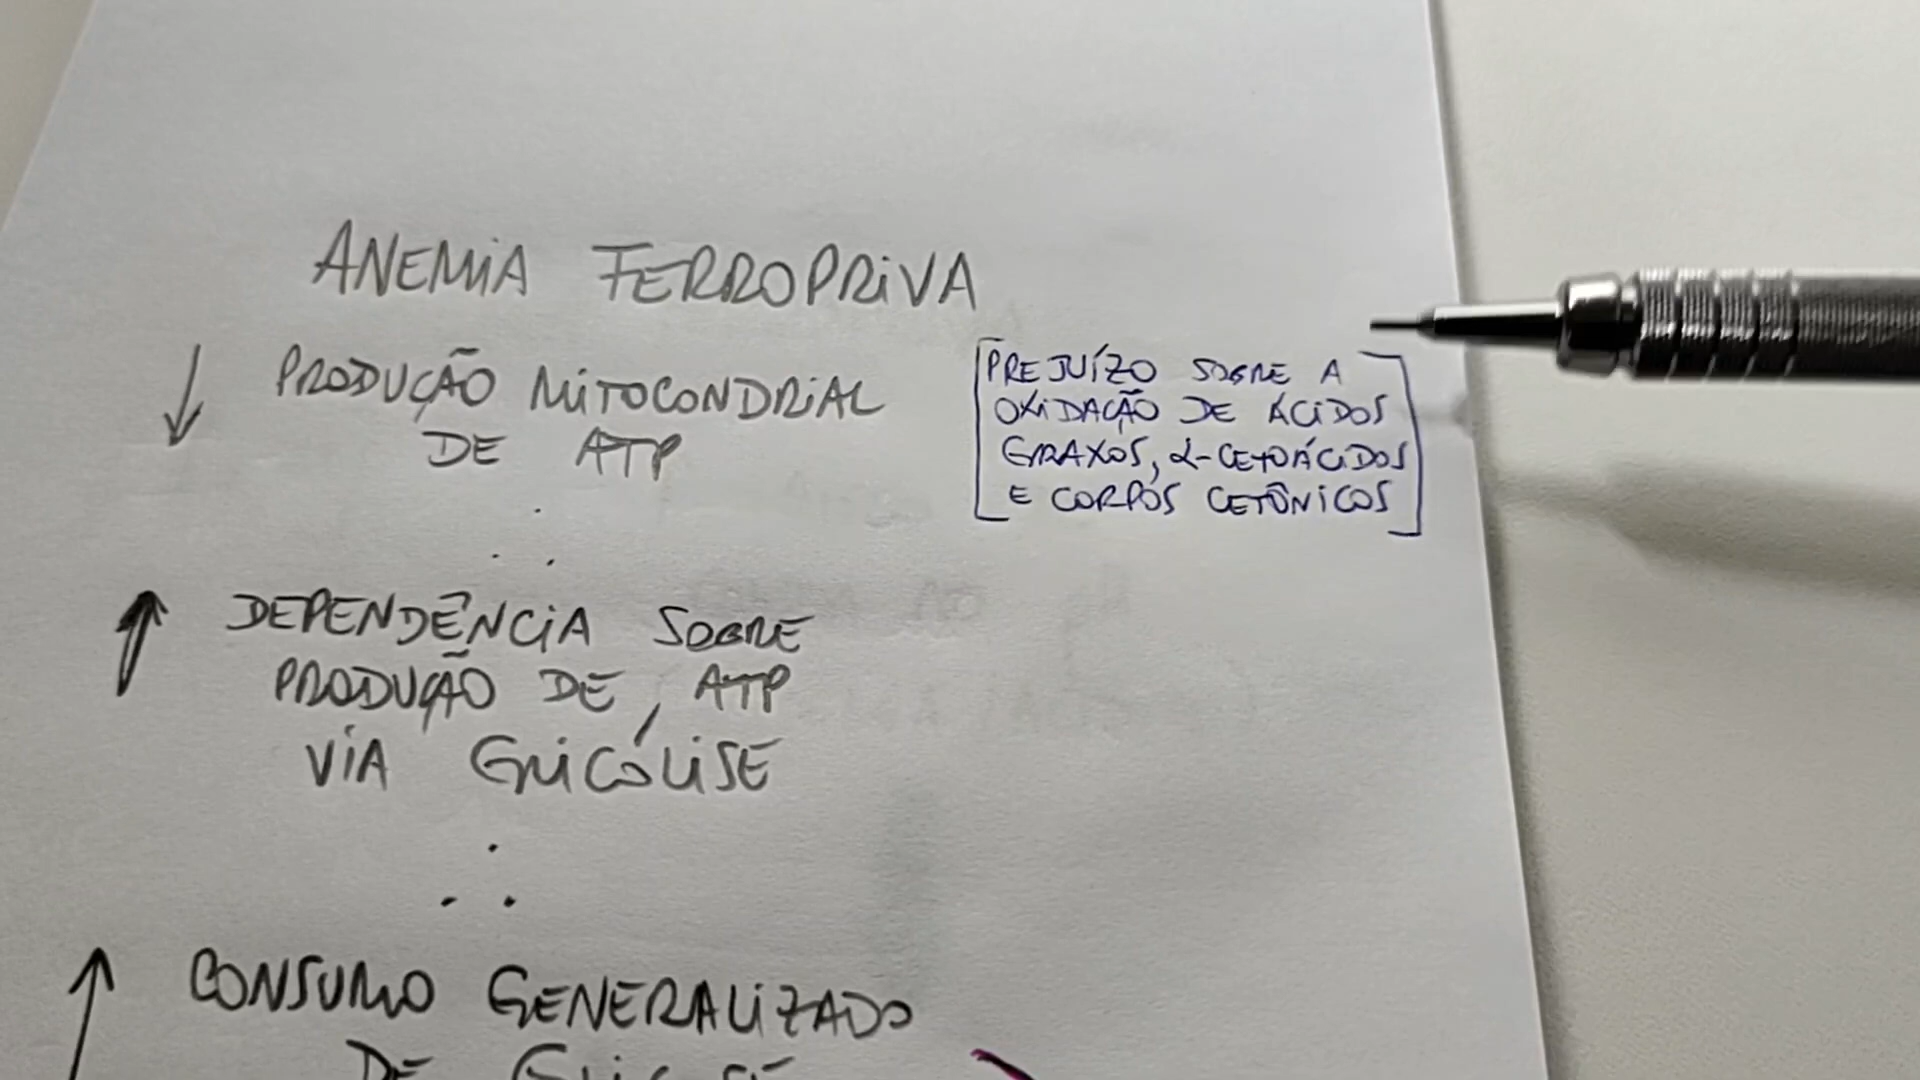 ANEMIA FERROPRIVA
↓ PRODUÇÃO MITOCONDRIAL
DE ATP
[PREJUÍZO SOBRE A
OXIDAÇÃO DE ÁCIDOS
GRAXOS, α-CETOÁCIDOS
E CORPOS CETÔNICOS]
∴
↑ DEPENDÊNCIA SOBRE
PRODUÇÃO DE ATP
VIA GLICÓLISE
∴
↑ CONSUMO GENERALIZADO
DE